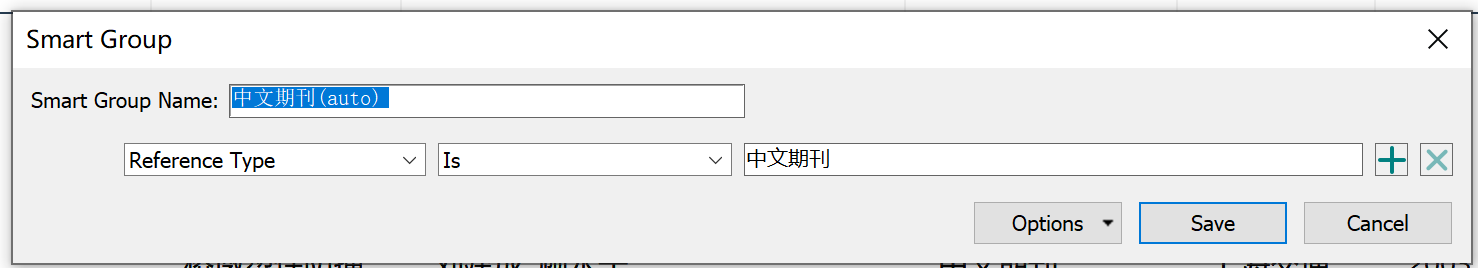 Smart Group
Smart Group Name: 中文期刊(auto)
Reference Type Is 中文期刊
Options Save Cancel